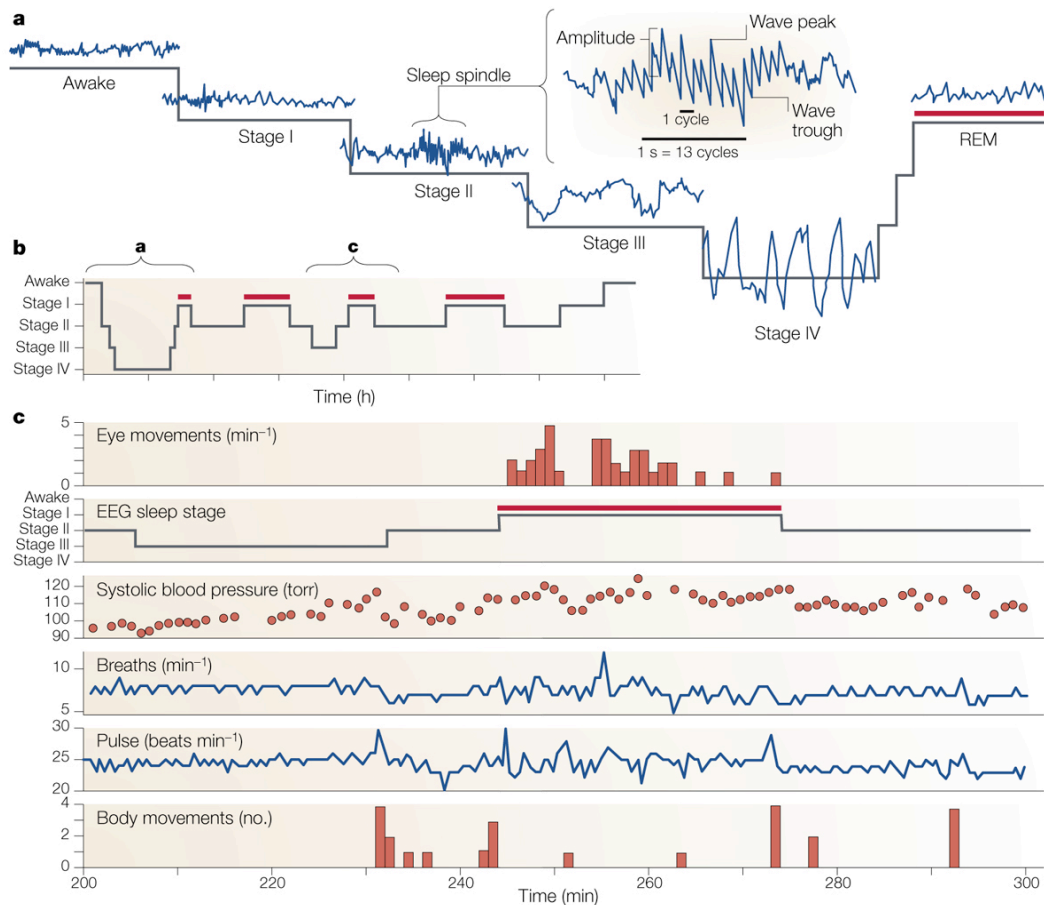 a
Awake
Stage I
Stage II
Stage III
Stage IV
REM
Sleep spindle
Amplitude
Wave peak
Wave trough
1 cycle
1 s = 13 cycles
b
a
c
Awake
Stage I
Stage II
Stage III
Stage IV
Time (h)
c
5
0
Eye movements (min⁻¹)
Awake
Stage I
Stage II
Stage III
Stage IV
EEG sleep stage
120
110
100
90
Systolic blood pressure (torr)
10
5
Breaths (min⁻¹)
30
25
20
Pulse (beats min⁻¹)
4
2
0
Body movements (no.)
200
220
240
260
280
300
Time (min)